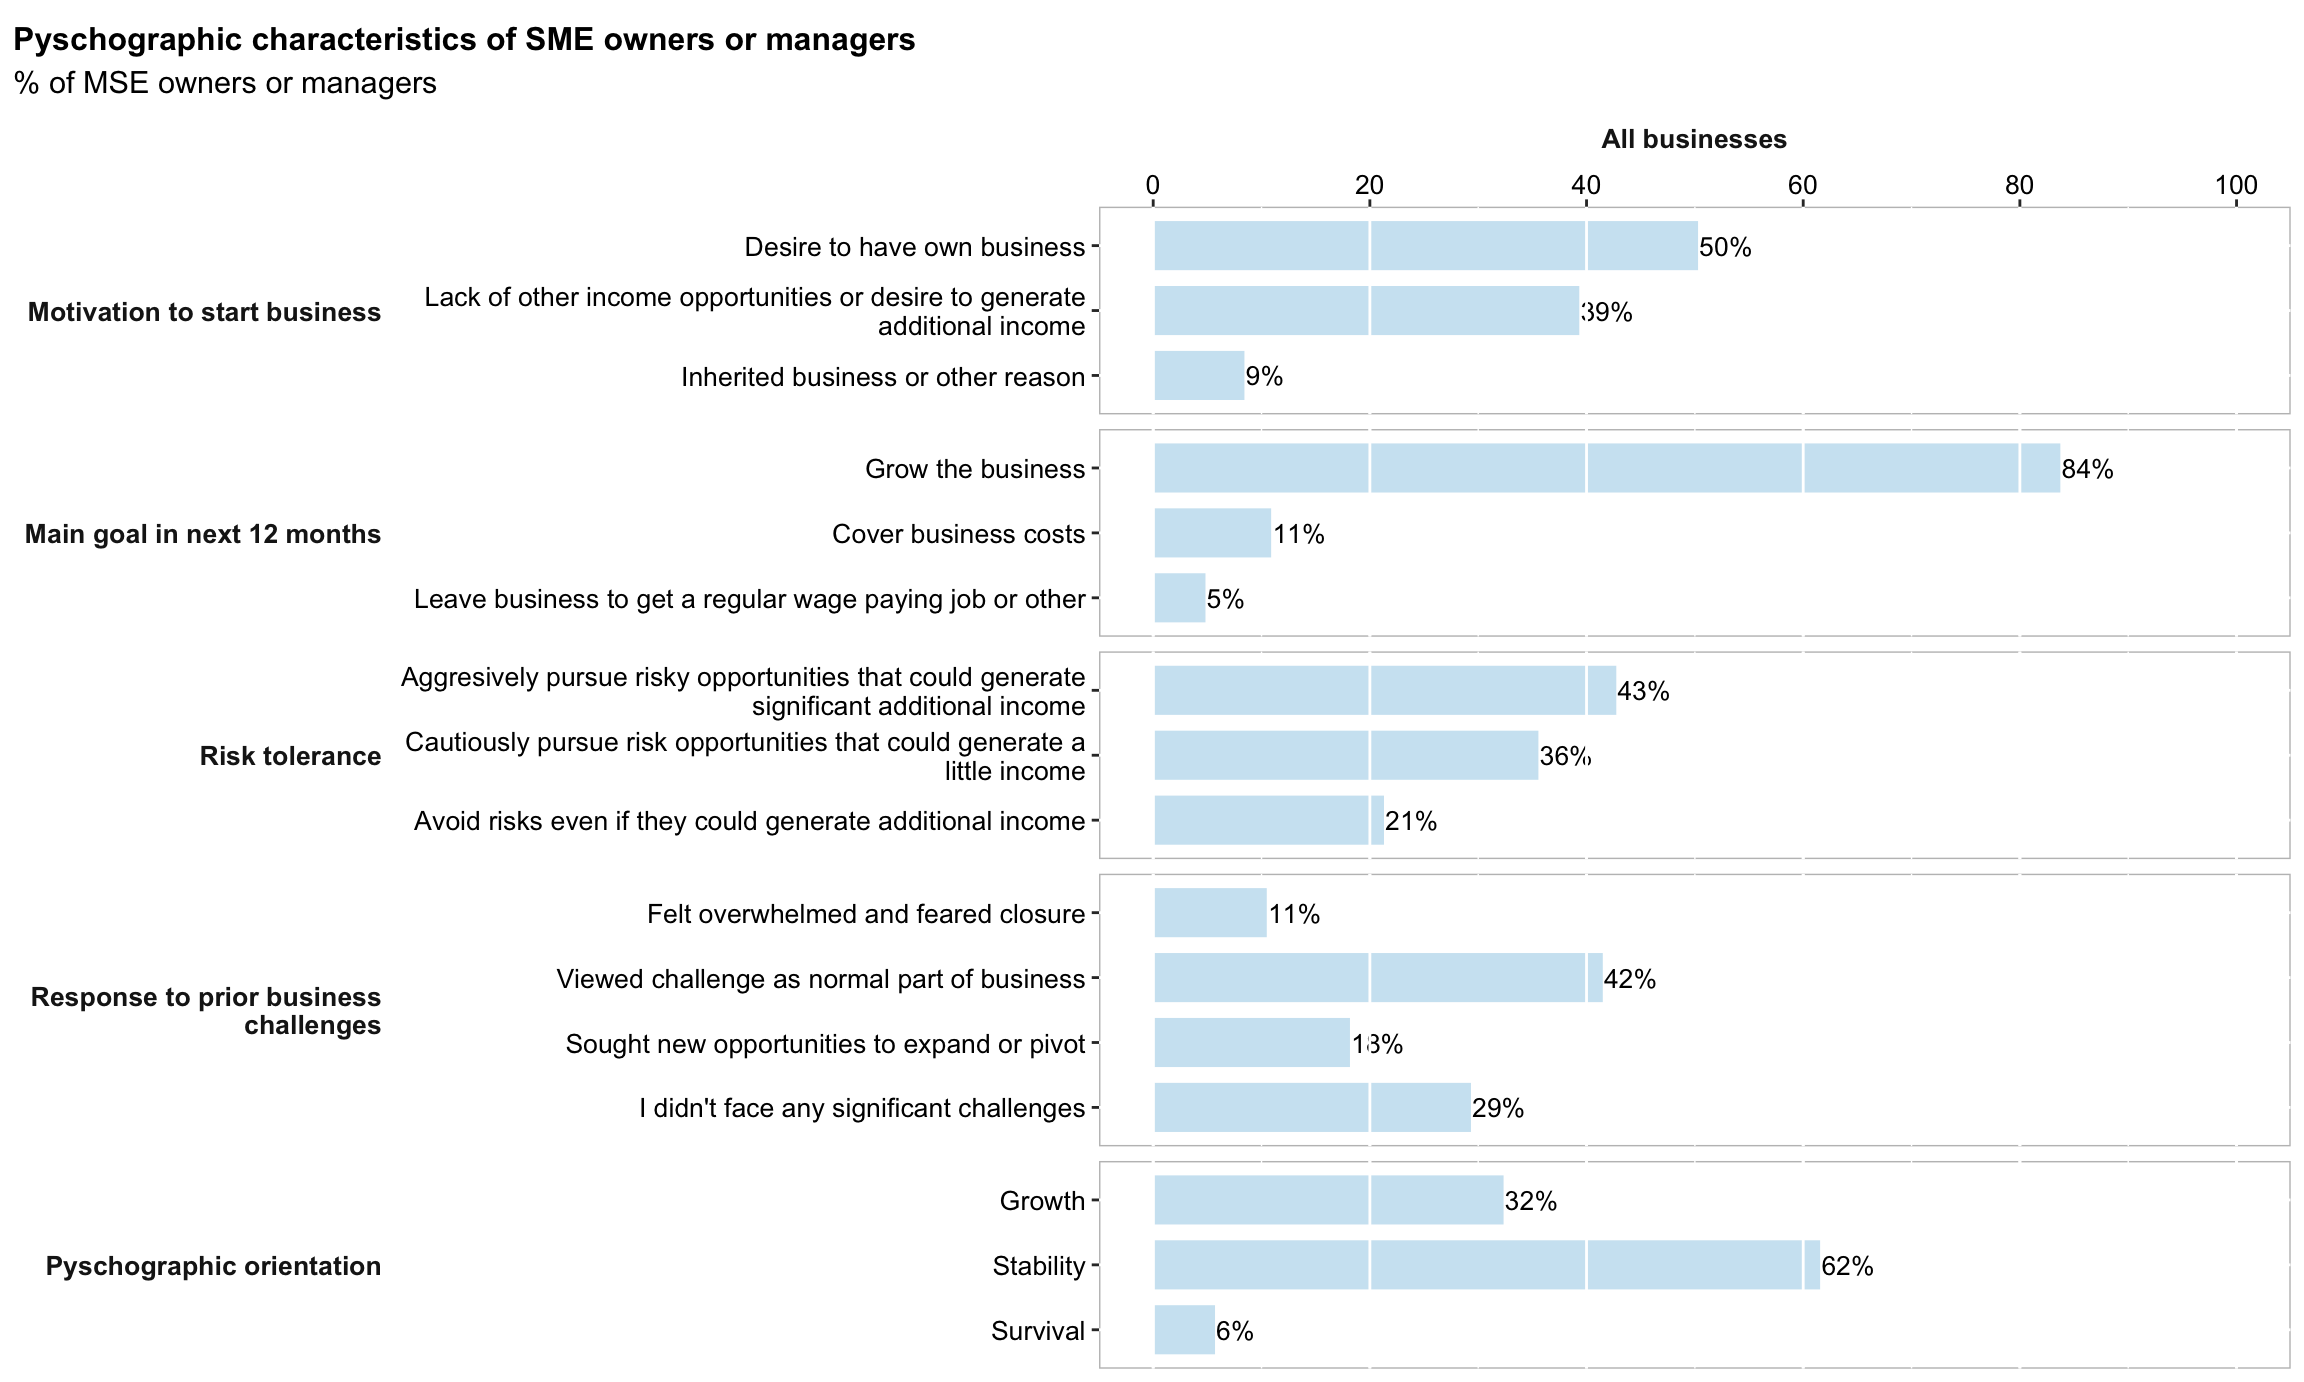 Pyschographic characteristics of SME owners or managers
% of MSE owners or managers
All businesses
0 20 40 60 80 100
Motivation to start business
Desire to have own business
50%
Lack of other income opportunities or desire to generate
additional income
39%
Inherited business or other reason
9%
Main goal in next 12 months
Grow the business
84%
Cover business costs
11%
Leave business to get a regular wage paying job or other
5%
Risk tolerance
Aggresively pursue risky opportunities that could generate
significant additional income
43%
Cautiously pursue risk opportunities that could generate a
little income
36%
Avoid risks even if they could generate additional income
21%
Response to prior business
challenges
Felt overwhelmed and feared closure
11%
Viewed challenge as normal part of business
42%
Sought new opportunities to expand or pivot
18%
I didn't face any significant challenges
29%
Pyschographic orientation
Growth
32%
Stability
62%
Survival
6%